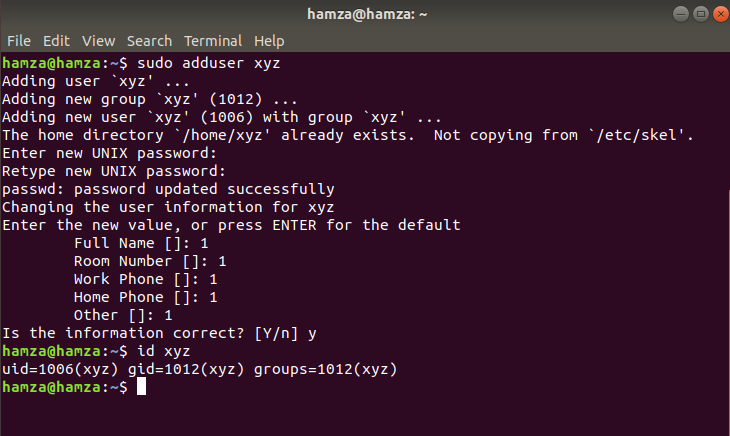 hamza@hamza: ~
File Edit View Search Terminal Help
hamza@hamza:~$ sudo adduser xyz
Adding user `xyz' ...
Adding new group `xyz' (1012) ...
Adding new user `xyz' (1006) with group `xyz' ...
The home directory `/home/xyz' already exists.  Not copying from `/etc/skel'.
Enter new UNIX password:
Retype new UNIX password:
passwd: password updated successfully
Changing the user information for xyz
Enter the new value, or press ENTER for the default
        Full Name []: 1
        Room Number []: 1
        Work Phone []: 1
        Home Phone []: 1
        Other []: 1
Is the information correct? [Y/n] y
hamza@hamza:~$ id xyz
uid=1006(xyz) gid=1012(xyz) groups=1012(xyz)
hamza@hamza:~$